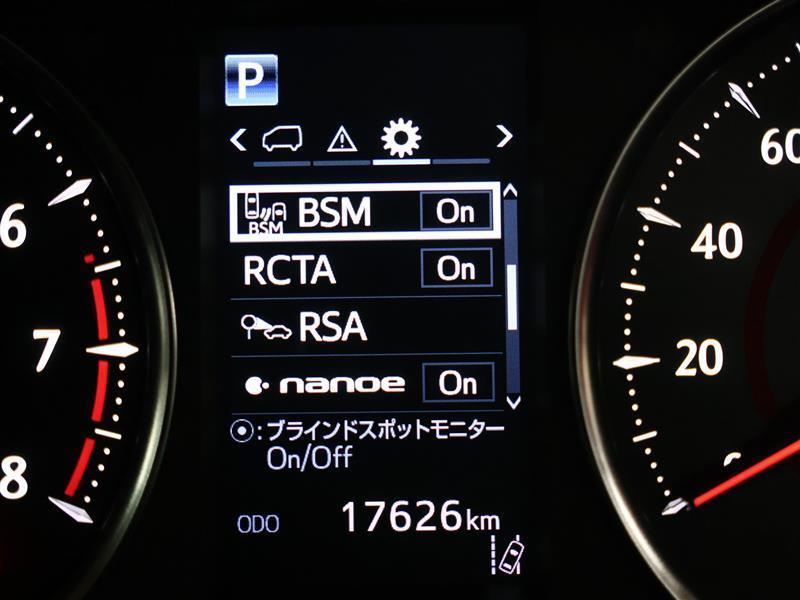 P
BSM BSM On
RCTA On
RSA
nanoe On
:ブラインドスポットモニター
On/Off
ODO 17626km
6
7
8
60
40
20
0